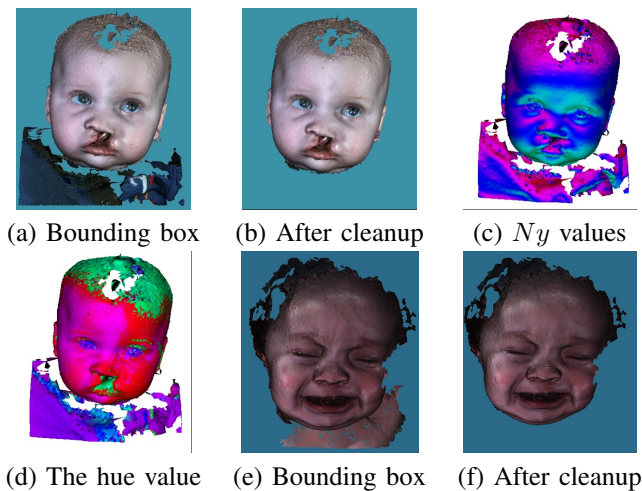 (a) Bounding box (b) After cleanup (c) Ny values
(d) The hue value (e) Bounding box (f) After cleanup